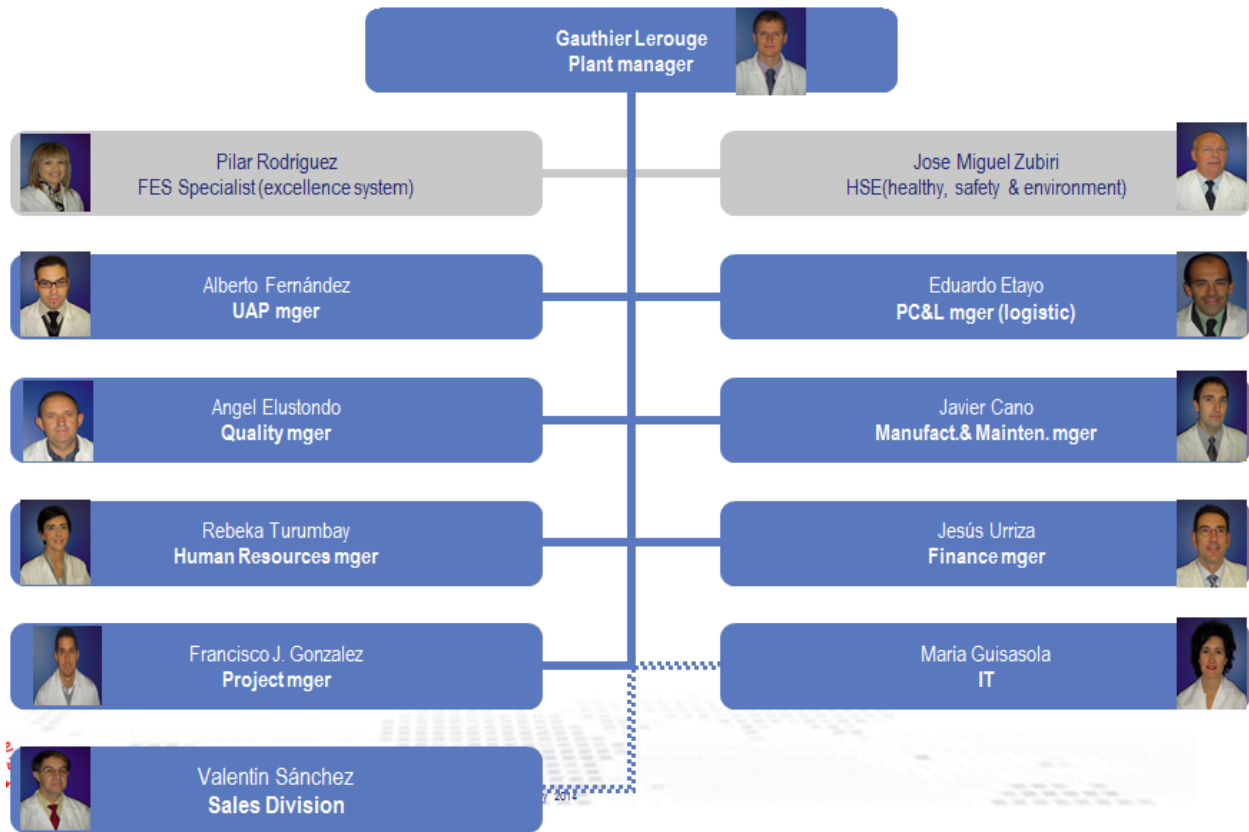 Gauthier Lerouge
Plant manager
Pilar Rodríguez
FES Specialist (excellence system)
Jose Miguel Zubiri
HSE(healthy, safety & environment)
Alberto Fernández
UAP mger
Eduardo Etayo
PC&L mger (logistic)
Angel Elustondo
Quality mger
Javier Cano
Manufact.& Mainten. mger
Rebeka Turumbay
Human Resources mger
Jesús Urriza
Finance mger
Francisco J. Gonzalez
Project mger
María Guisasola
IT
Valentín Sánchez
Sales Division
2014